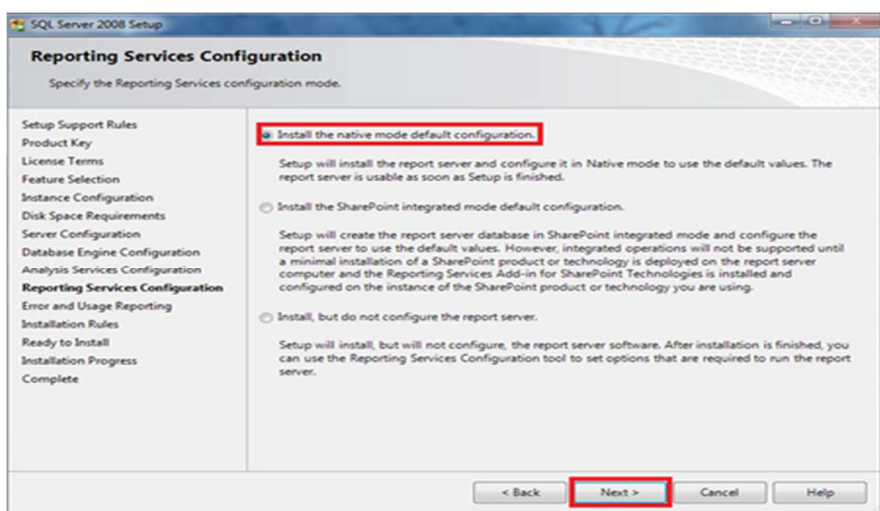 SQL Server 2008 Setup
Reporting Services Configuration
Specify the Reporting Services configuration mode.
Setup Support Rules
Product Key
License Terms
Feature Selection
Instance Configuration
Disk Space Requirements
Server Configuration
Database Engine Configuration
Analysis Services Configuration
Reporting Services Configuration
Error and Usage Reporting
Installation Rules
Ready to Install
Installation Progress
Complete
Install the native mode default configuration.
Setup will install the report server and configure it in Native mode to use the default values. The
report server is usable as soon as Setup is finished.
Install the SharePoint integrated mode default configuration.
Setup will create the report server database in SharePoint integrated mode and configure the
report server to use the default values. However, integrated operations will not be supported until
a minimal installation of a SharePoint product or technology is deployed on the report server
computer and the Reporting Services Add-in for SharePoint Technologies is installed and
configured on the instance of the SharePoint product or technology you are using.
Install, but do not configure the report server.
Setup will install, but will not configure, the report server software. After installation is finished, you
can use the Reporting Services Configuration tool to set options that are required to run the report
server.
< Back
Next >
Cancel
Help